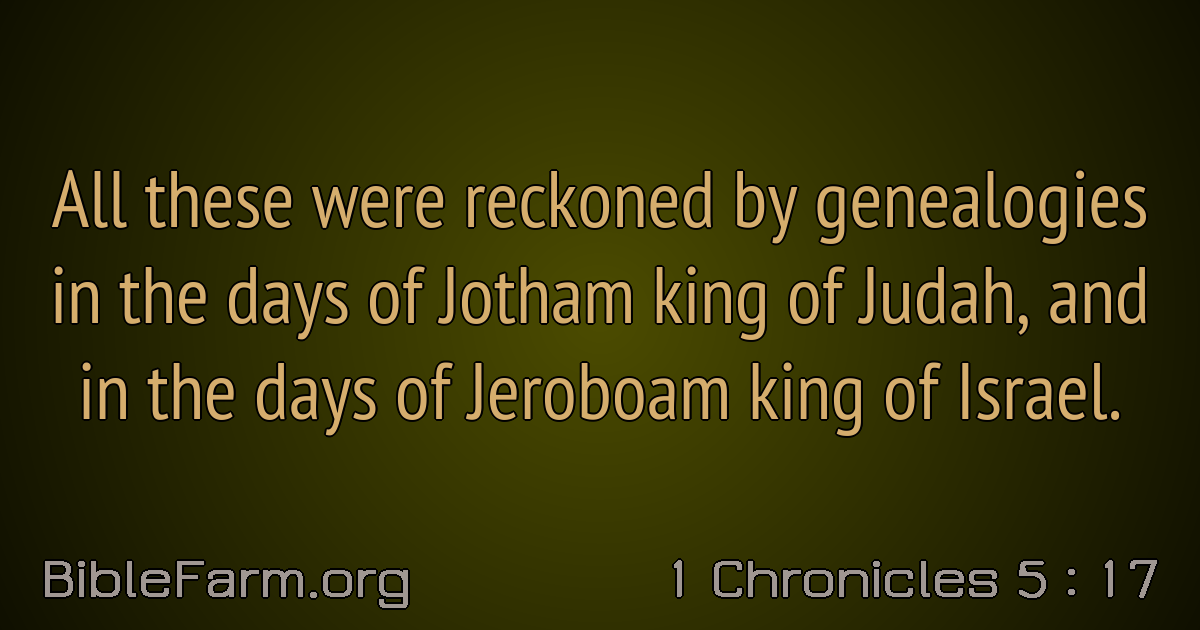 All these were reckoned by genealogies
in the days of Jotham king of Judah, and
in the days of Jeroboam king of Israel.
BibleFarm.org
1 Chronicles 5 : 17